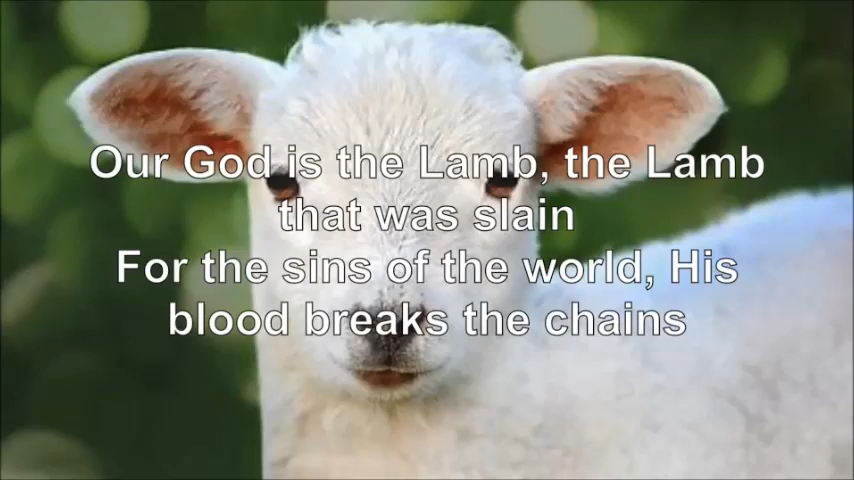 Our God is the Lamb, the Lamb
that was slain
For the sins of the world, His
blood breaks the chains